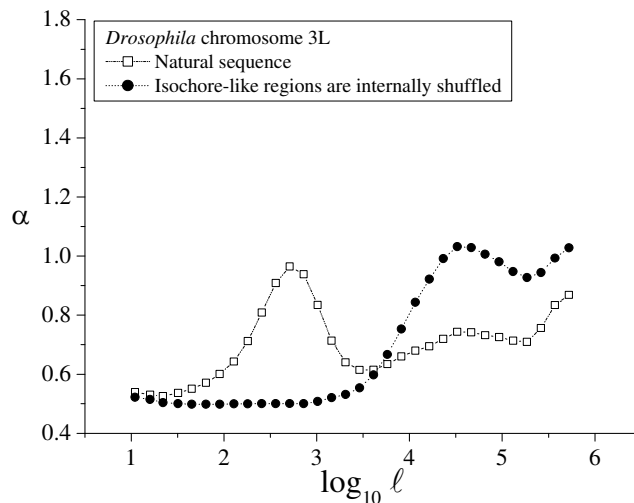 1.8
Drosophila chromosome 3L
Natural sequence
1.6
Isochore-like regions are internally shuffled
1.4
1.2
α
1.0
0.8
0.6
0.4
1 2 3 4 5 6
log10 ℓ